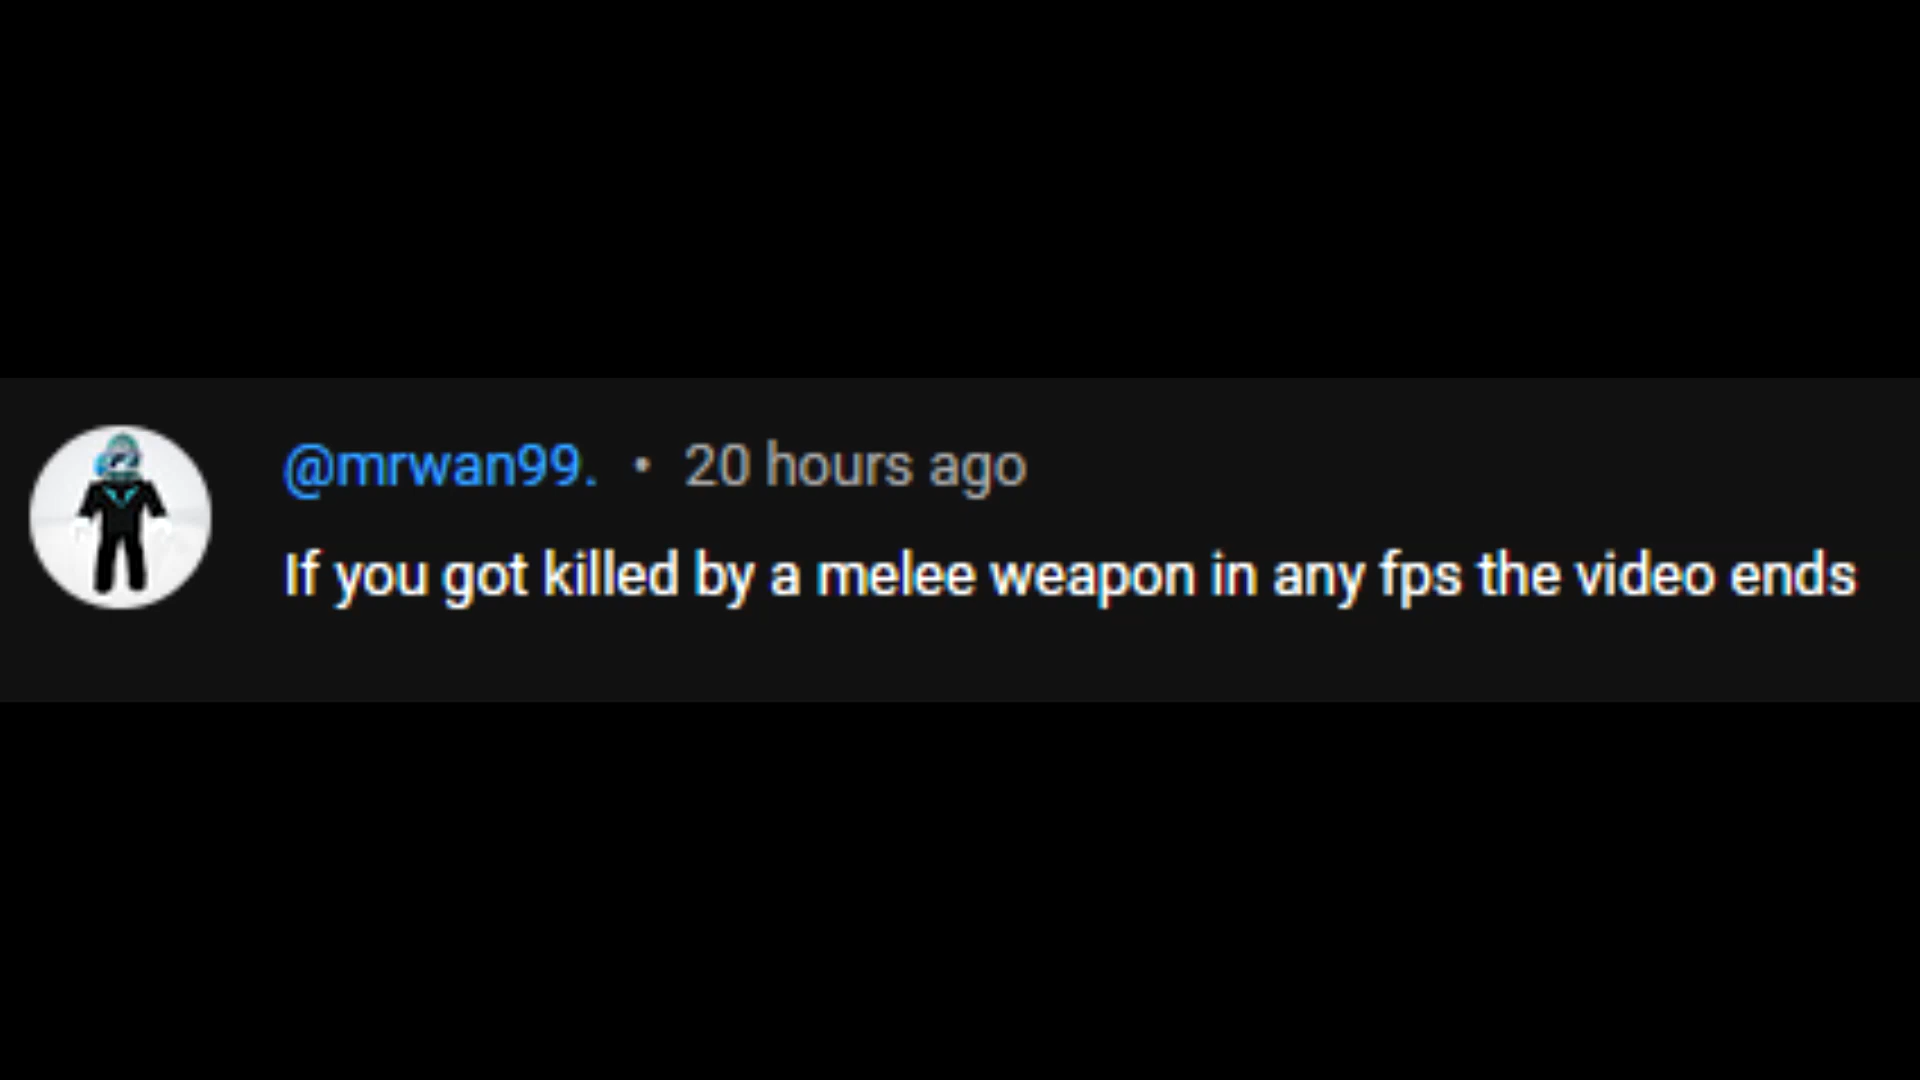 @mrwan99. • 20 hours ago
If you got killed by a melee weapon in any fps the video ends